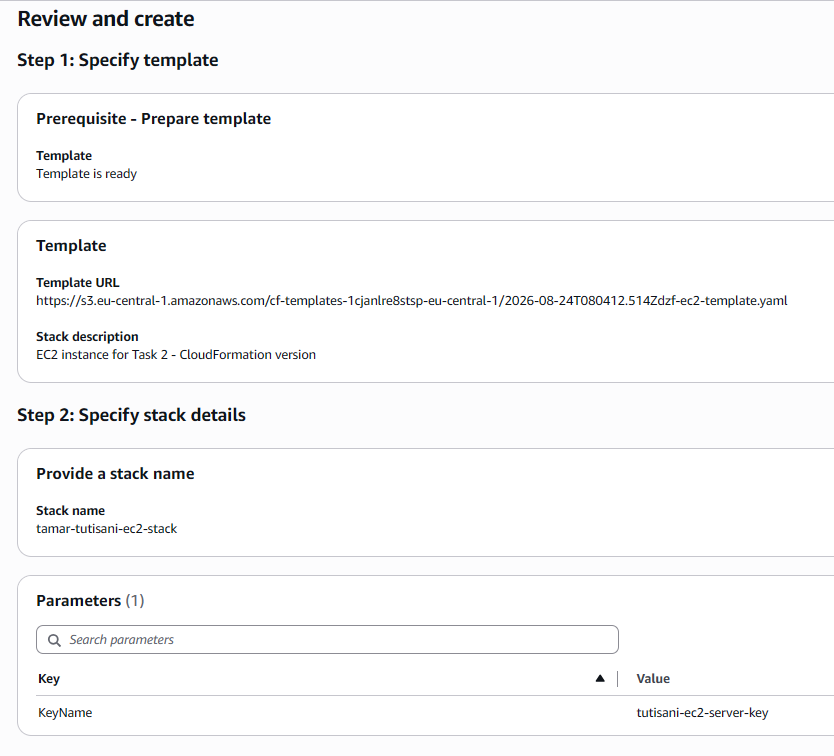 Review and create
Step 1: Specify template
Prerequisite - Prepare template
Template
Template is ready
Template
Template URL
https://s3.eu-central-1.amazonaws.com/cf-templates-1cjanlre8stsp-eu-central-1/2026-08-24T080412.514Zdzf-ec2-template.yaml
Stack description
EC2 instance for Task 2 - CloudFormation version
Step 2: Specify stack details
Provide a stack name
Stack name
tamar-tutisani-ec2-stack
Parameters (1)
Search parameters
Key Value
KeyName tutisani-ec2-server-key